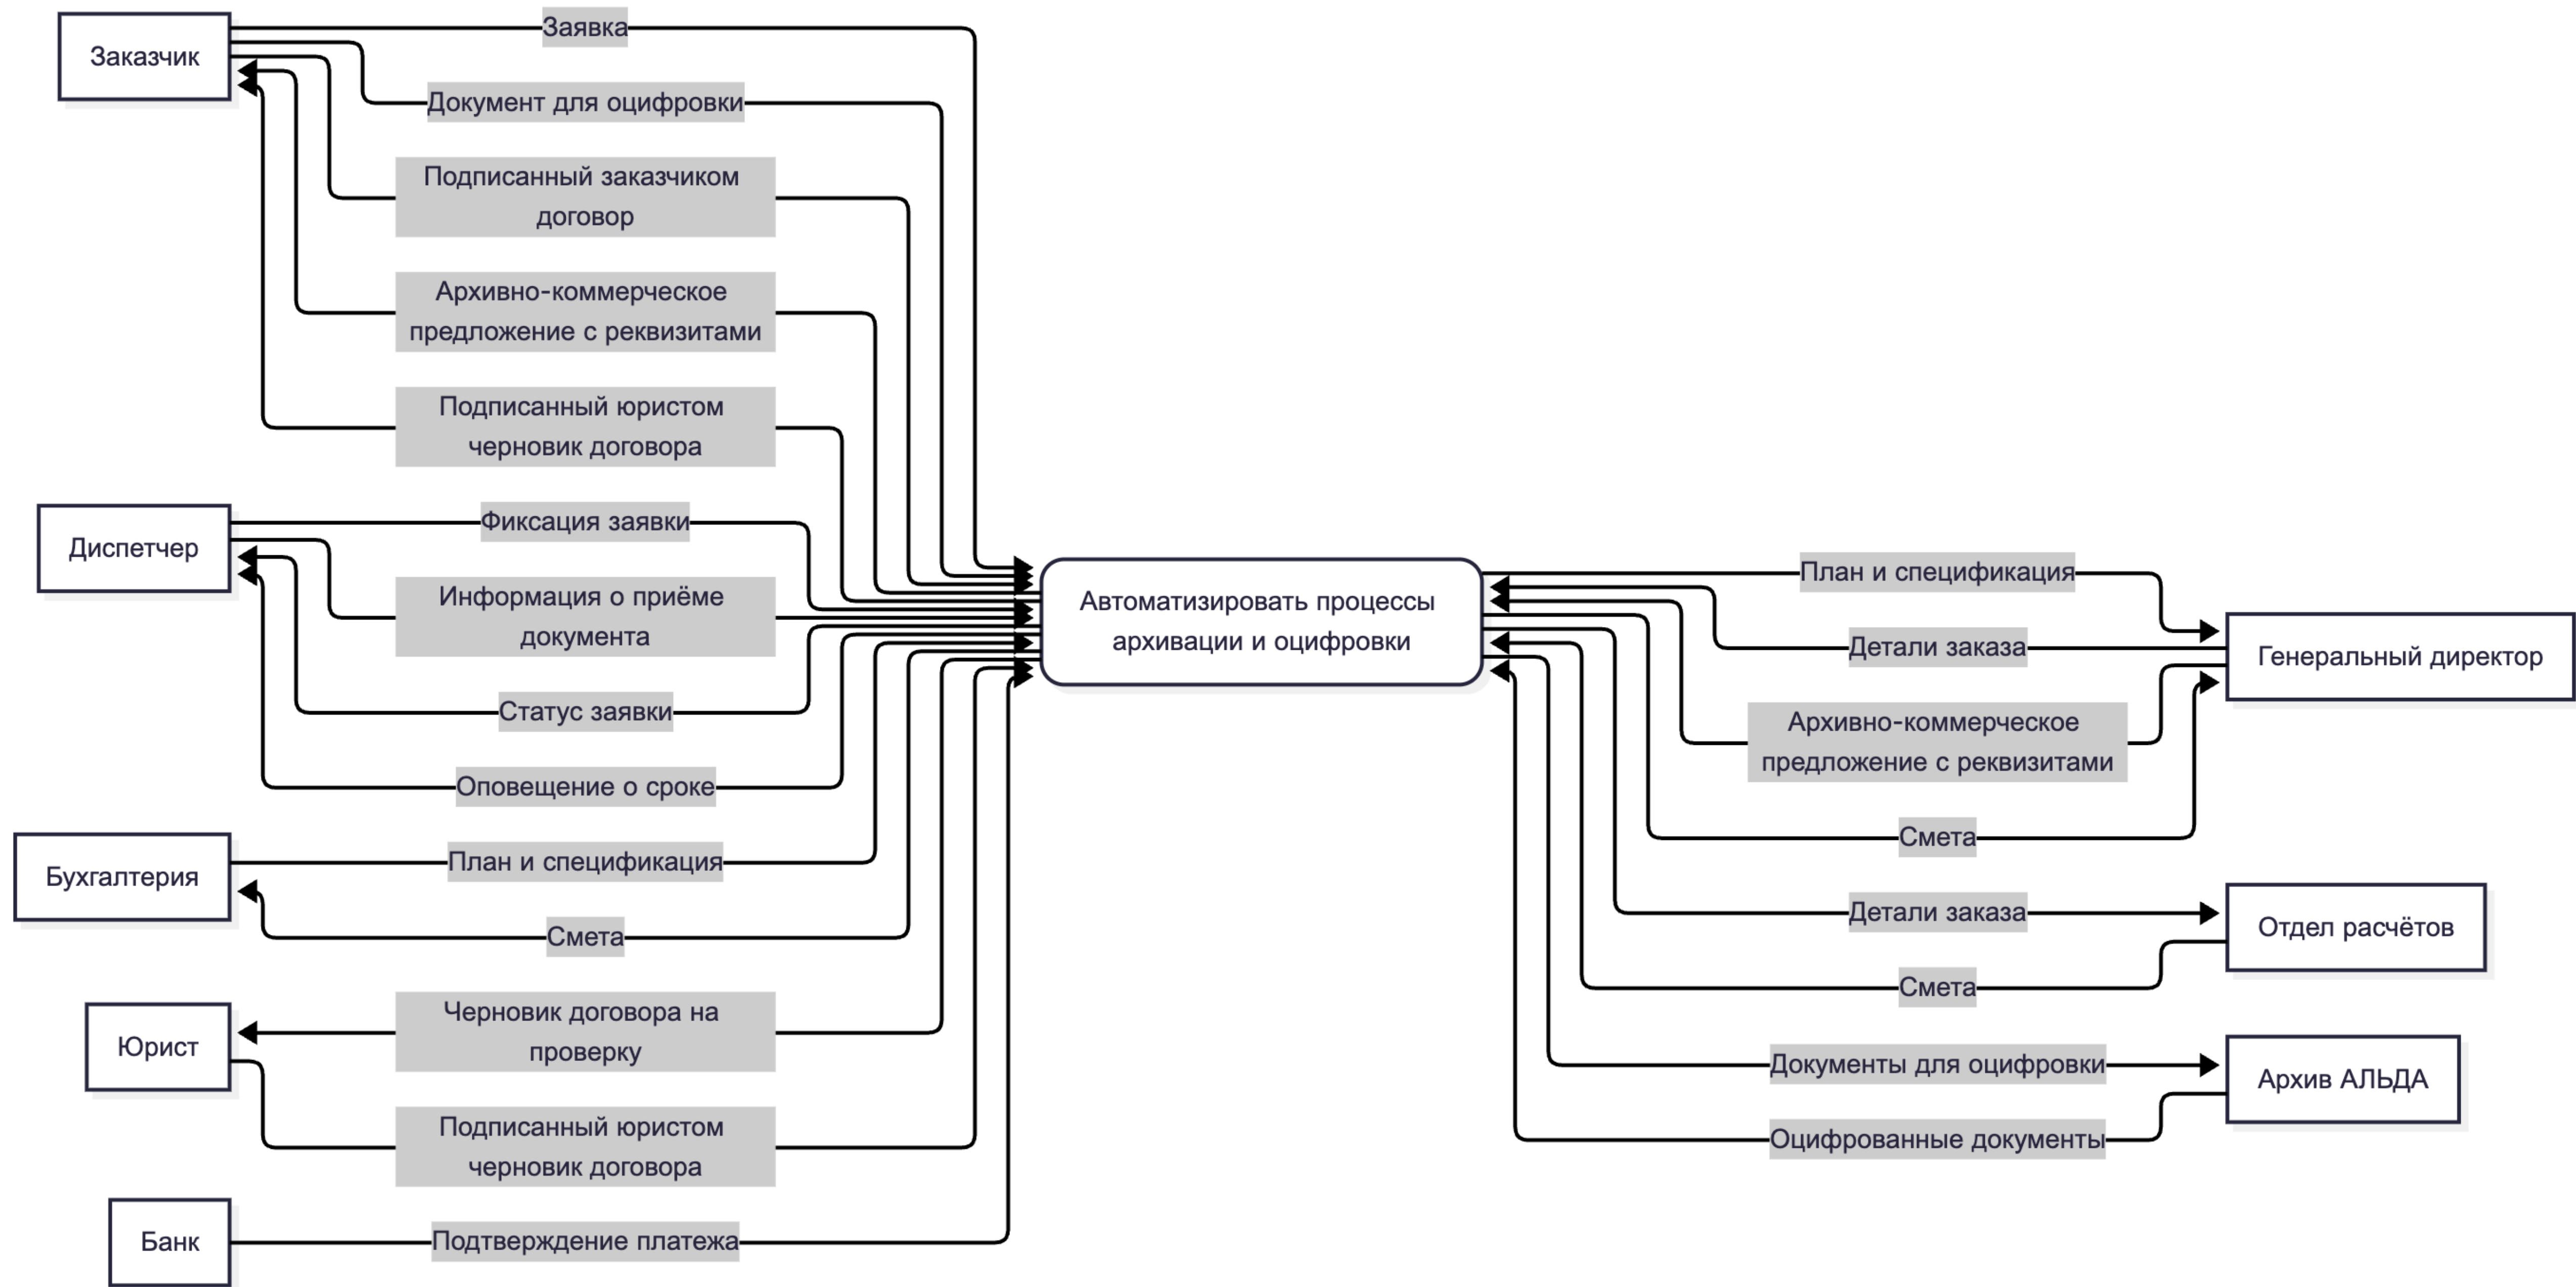 Заявка
Заказчик
Документ для оцифровки
Подписанный заказчиком
договор
Архивно-коммерческое
предложение с реквизитами
Подписанный юристом
черновик договора
Фиксация заявки
Диспетчер
Информация о приёме
документа
Статус заявки
Оповещение о сроке
План и спецификация
Бухгалтерия
Смета
Черновик договора на
проверку
Юрист
Подписанный юристом
черновик договора
Банк
Подтверждение платежа
Автоматизировать процессы
архивации и оцифровки
План и спецификация
Детали заказа
Генеральный директор
Архивно-коммерческое
предложение с реквизитами
Смета
Детали заказа
Отдел расчётов
Смета
Документы для оцифровки
Архив АЛЬДА
Оцифрованные документы